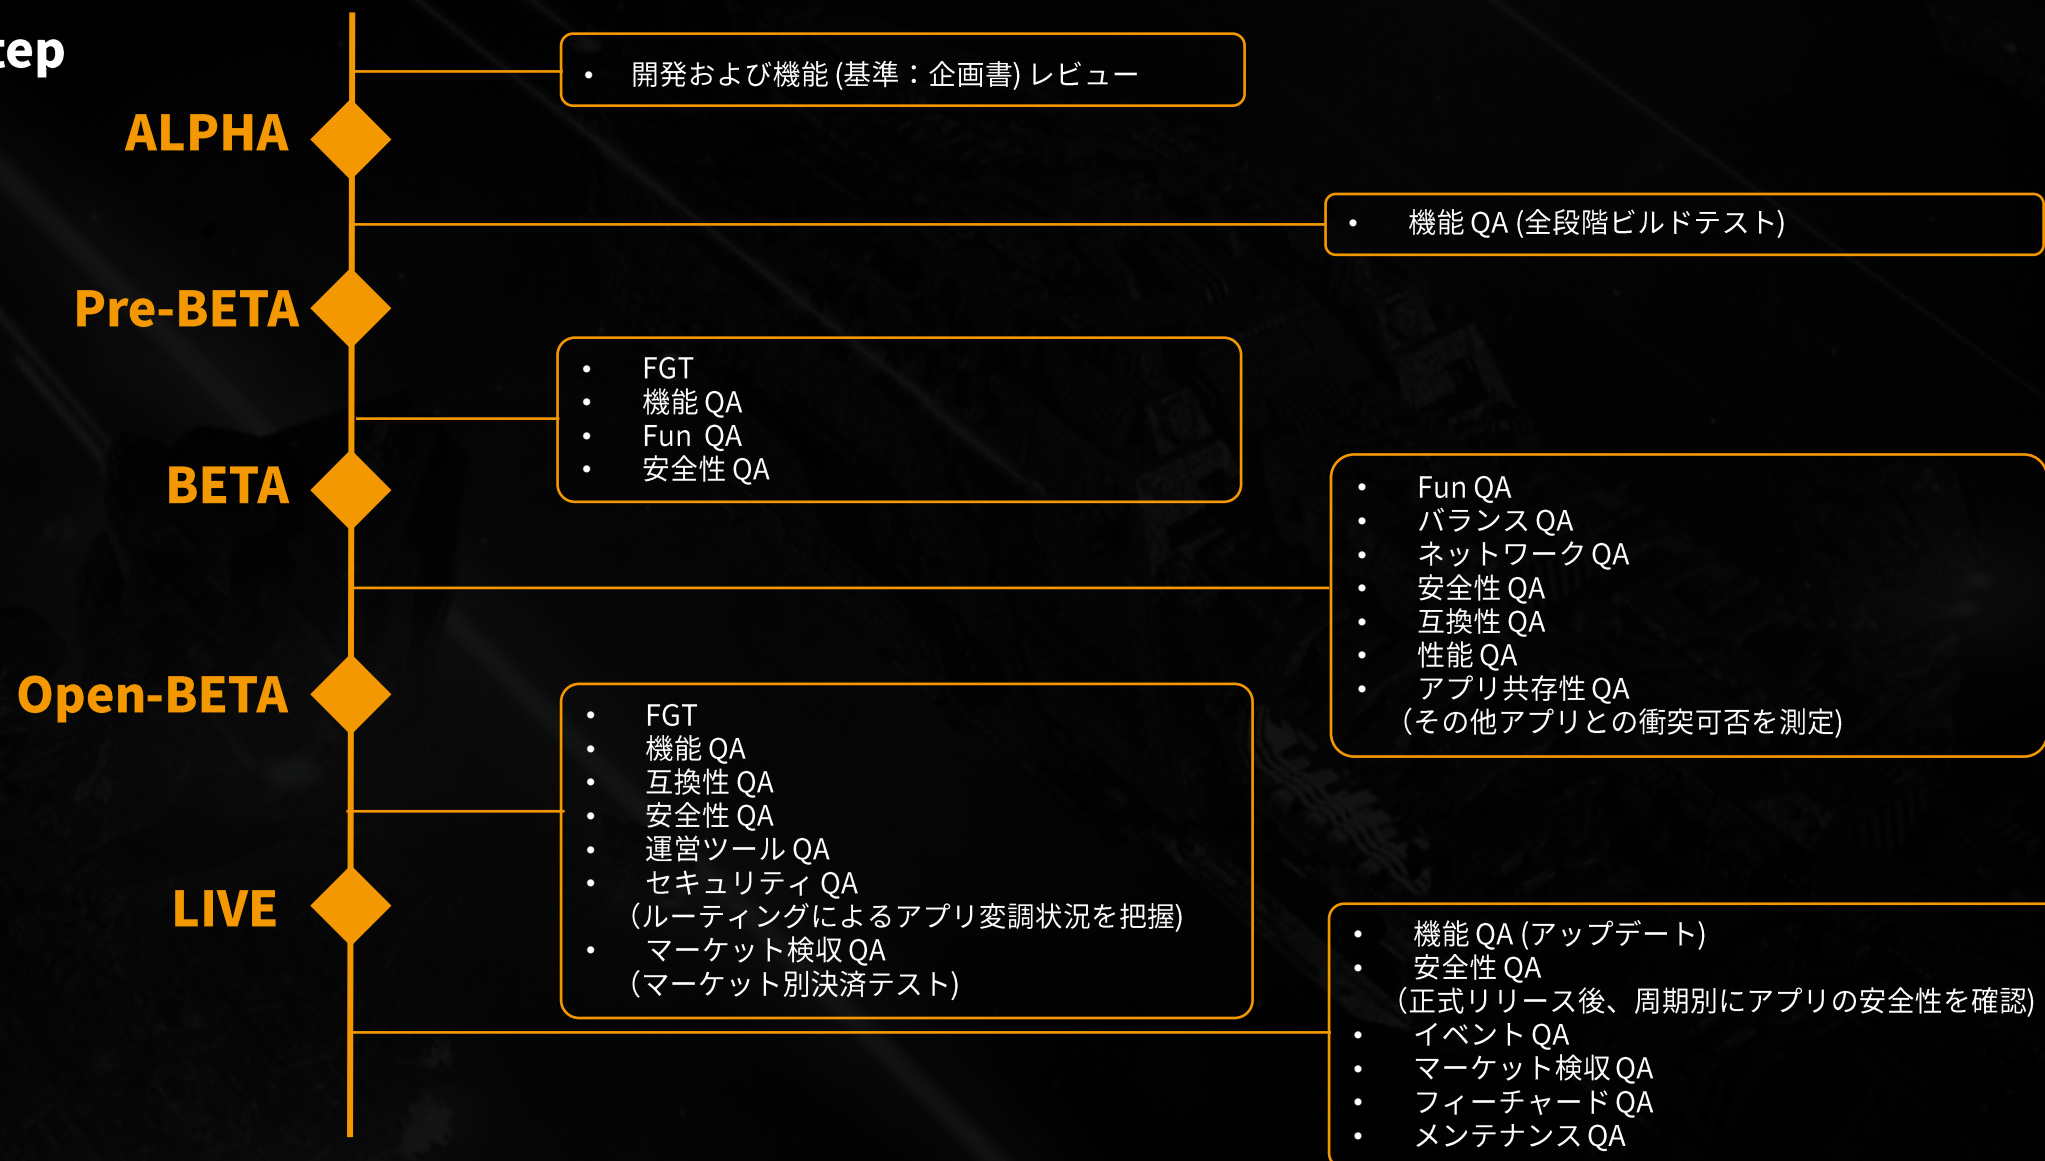 開発および機能 (基準：企画書) レビュー
ALPHA
• 機能 QA (全段階ビルドテスト)
Pre-BETA
• FGT
• 機能 QA
• Fun QA
• 安全性 QA
BETA
• Fun QA
• バランス QA
• ネットワーク QA
• 安全性 QA
• 互換性 QA
• 性能 QA
• アプリ共存性 QA
（その他アプリとの衝突可否を測定)
Open-BETA
• FGT
• 機能 QA
• 互換性 QA
• 安全性 QA
• 運営ツール QA
• セキュリティ QA
（ルーティングによるアプリ変調状況を把握)
• マーケット検収 QA
（マーケット別決済テスト)
LIVE
• 機能 QA (アップデート)
• 安全性 QA
（正式リリース後、周期別にアプリの安全性を確認)
• イベント QA
• マーケット検収 QA
• フィーチャード QA
• メンテナンス QA